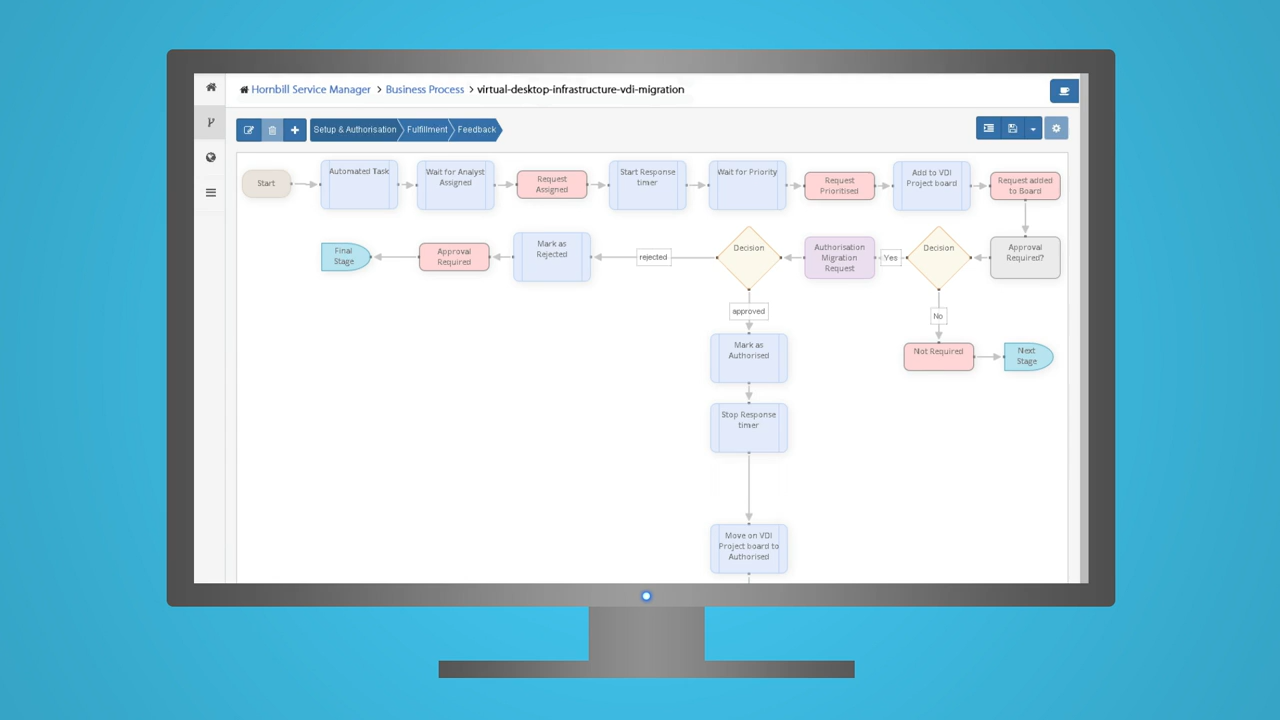 Hornbill Service Manager > Business Process > virtual-desktop-infrastructure-vdi-migration
Setup & Authorisation
Fulfillment
Feedback
Start
Automated Task
Wait for Analyst
Assigned
Request
Assigned
Start Response
timer
Wait for Priority
Request
Prioritised
Add to VDI
Project board
Request added
to Board
Final
Stage
Approval
Required
Mark as
Rejected
rejected
Decision
Authorisation
Migration
Request
Yes
Decision
Approval
Required?
approved
No
Mark as
Authorised
Not Required
Next
Stage
Stop Response
timer
Move on VDI
Project board to
Authorised